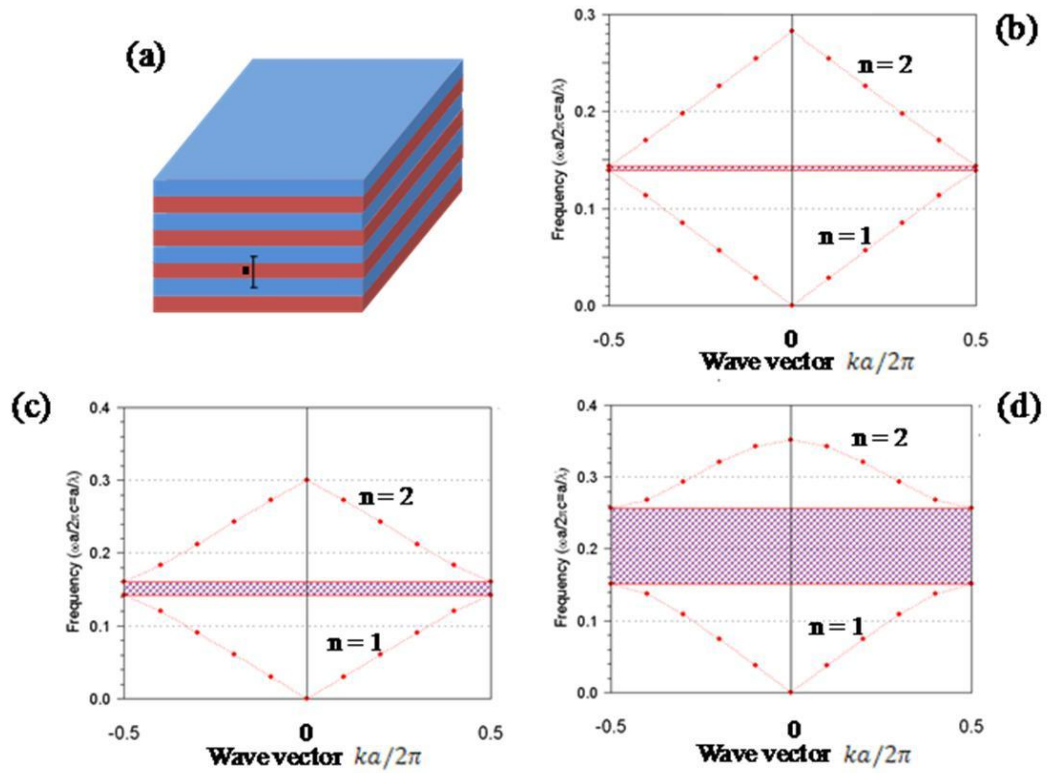 (a)
a
(b)
0.3
n = 2
0.2
Frequency (ωa/2πc=a/λ)
0.1
n = 1
0.0
-0.5
0
0.5
Wave vector ka/2π
(c)
0.4
0.3
n = 2
0.2
Frequency (ωa/2πc=a/λ)
0.1
n = 1
0.0
-0.5
0
0.5
Wave vector ka/2π
(d)
0.4
n = 2
0.3
0.2
Frequency (ωa/2πc=a/λ)
0.1
n = 1
0.0
-0.5
0
0.5
Wave vector ka/2π